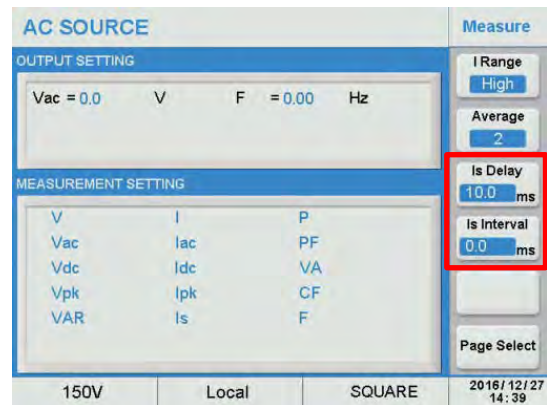 AC SOURCE
Measure
OUTPUT SETTING
Vac = 0.0 V F = 0.00 Hz
I Range
High
Average
2
Is Delay
10.0 ms
Is Interval
0.0 ms
MEASUREMENT SETTING
V I P
Vac Iac PF
Vdc Idc VA
Vpk Ipk CF
VAR Is F
Page Select
150V Local SQUARE
2016/12/27
14:39